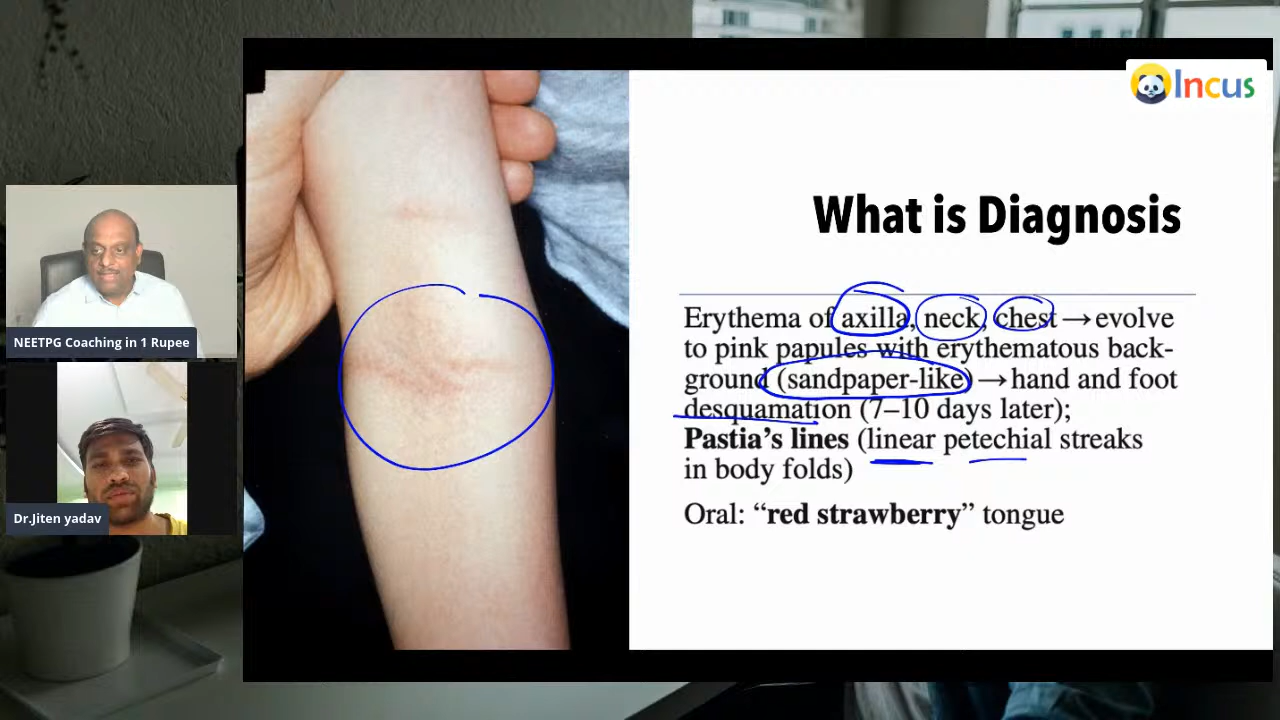 Incus
What is Diagnosis
Erythema of axilla, neck, chest → evolve
to pink papules with erythematous back-
ground (sandpaper-like) → hand and foot
desquamation (7–10 days later);
Pastia's lines (linear petechial streaks
in body folds)
Oral: “red strawberry” tongue
NEETPG Coaching in 1 Rupee
Dr.Jiten yadav